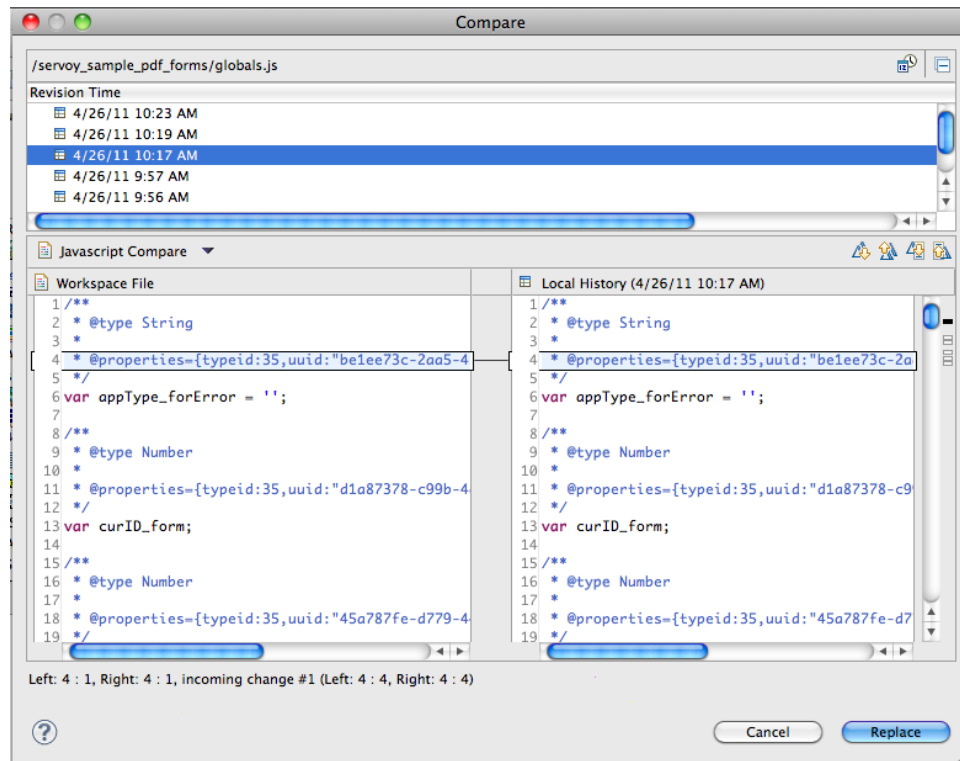 Compare
/servoy_sample_pdf_forms/globals.js
Revision Time
4/26/11 10:23 AM
4/26/11 10:19 AM
4/26/11 10:17 AM
4/26/11 9:57 AM
4/26/11 9:56 AM
Javascript Compare
Workspace File
1 /**
2 * @type String
3 *
4 * @properties={typeid:35,uuid:"be1ee73c-2aa5-4
5 */
6 var appType_forError = '';
7
8 /**
9 * @type Number
10 *
11 * @properties={typeid:35,uuid:"d1a87378-c99b-4
12 */
13 var curID_form;
14
15 /**
16 * @type Number
17 *
18 * @properties={typeid:35,uuid:"45a787fe-d779-4
19 */
Local History (4/26/11 10:17 AM)
1 /**
2 * @type String
3 *
4 * @properties={typeid:35,uuid:"be1ee73c-2a
5 */
6 var appType_forError = '';
7
8 /**
9 * @type Number
10 *
11 * @properties={typeid:35,uuid:"d1a87378-c9
12 */
13 var curID_form;
14
15 /**
16 * @type Number
17 *
18 * @properties={typeid:35,uuid:"45a787fe-d7
19 */
Left: 4 : 1, Right: 4 : 1, incoming change #1 (Left: 4 : 4, Right: 4 : 4)
?
Cancel
Replace